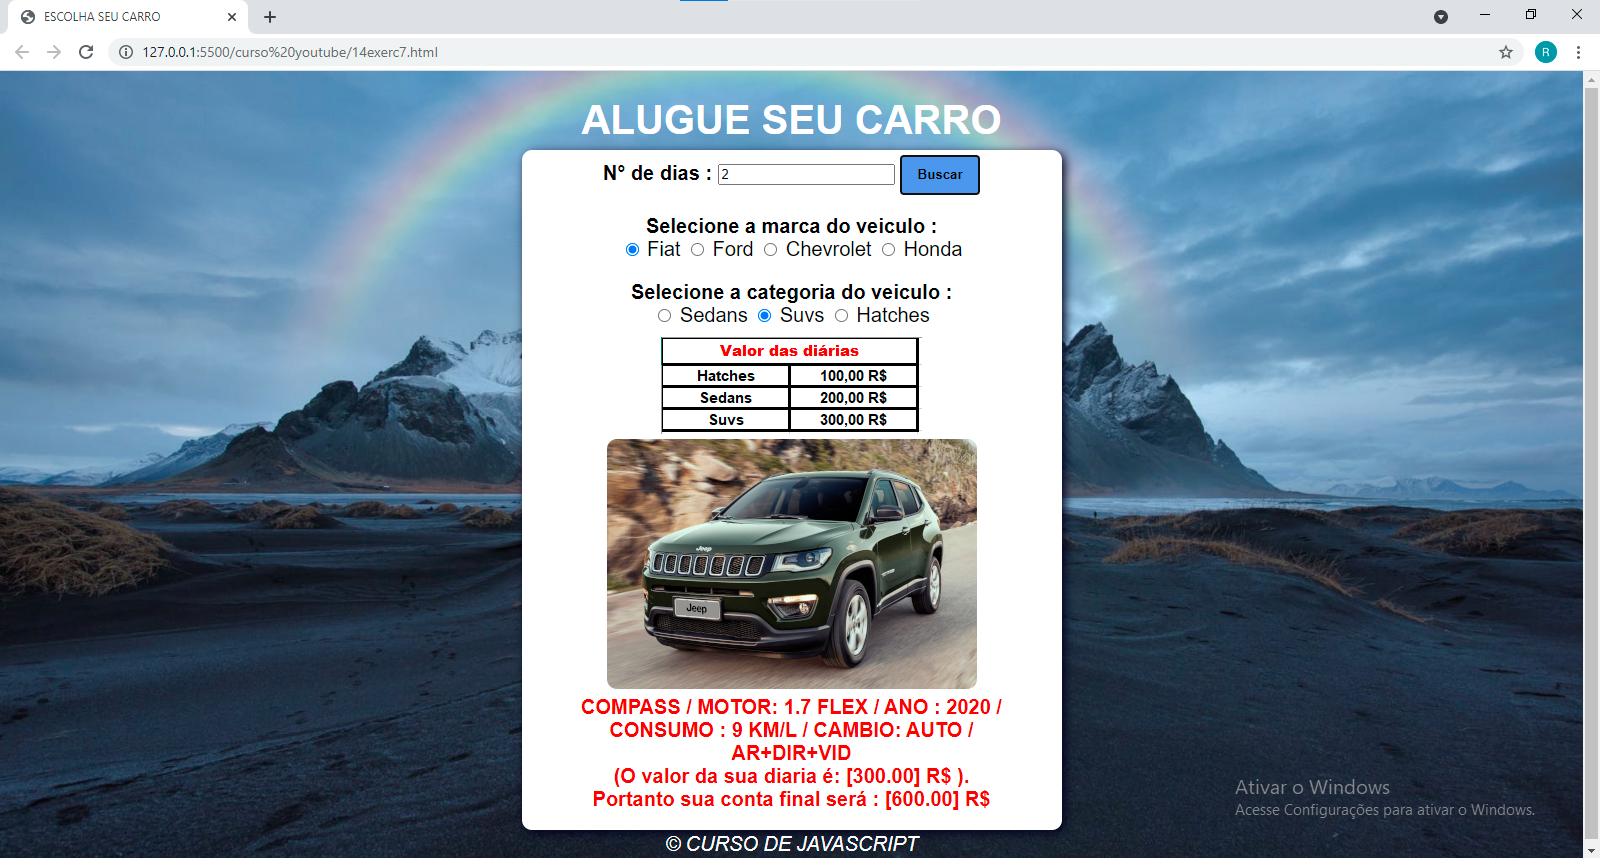 ESCOLHA SEU CARRO
127.0.0.1:5500/curso%20youtube/14exerc7.html
R
ALUGUE SEU CARRO
N° de dias : 2 Buscar
Selecione a marca do veiculo :
Fiat Ford Chevrolet Honda
Selecione a categoria do veiculo :
Sedans Suvs Hatches
Valor das diárias
Hatches 100,00 R$
Sedans 200,00 R$
Suvs 300,00 R$
Jeep
Jeep
COMPASS / MOTOR: 1.7 FLEX / ANO : 2020 /
CONSUMO : 9 KM/L / CAMBIO: AUTO /
AR+DIR+VID
(O valor da sua diaria é: [300.00] R$ ).
Portanto sua conta final será : [600.00] R$
Ativar o Windows
Acesse Configurações para ativar o Windows.
© CURSO DE JAVASCRIPT